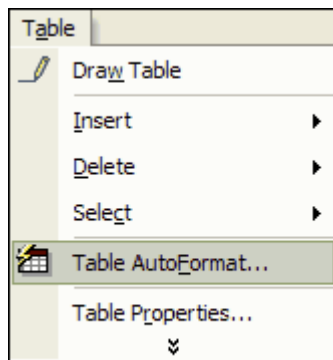 Table
Draw Table
Insert
Delete
Select
Table AutoFormat...
Table Properties...